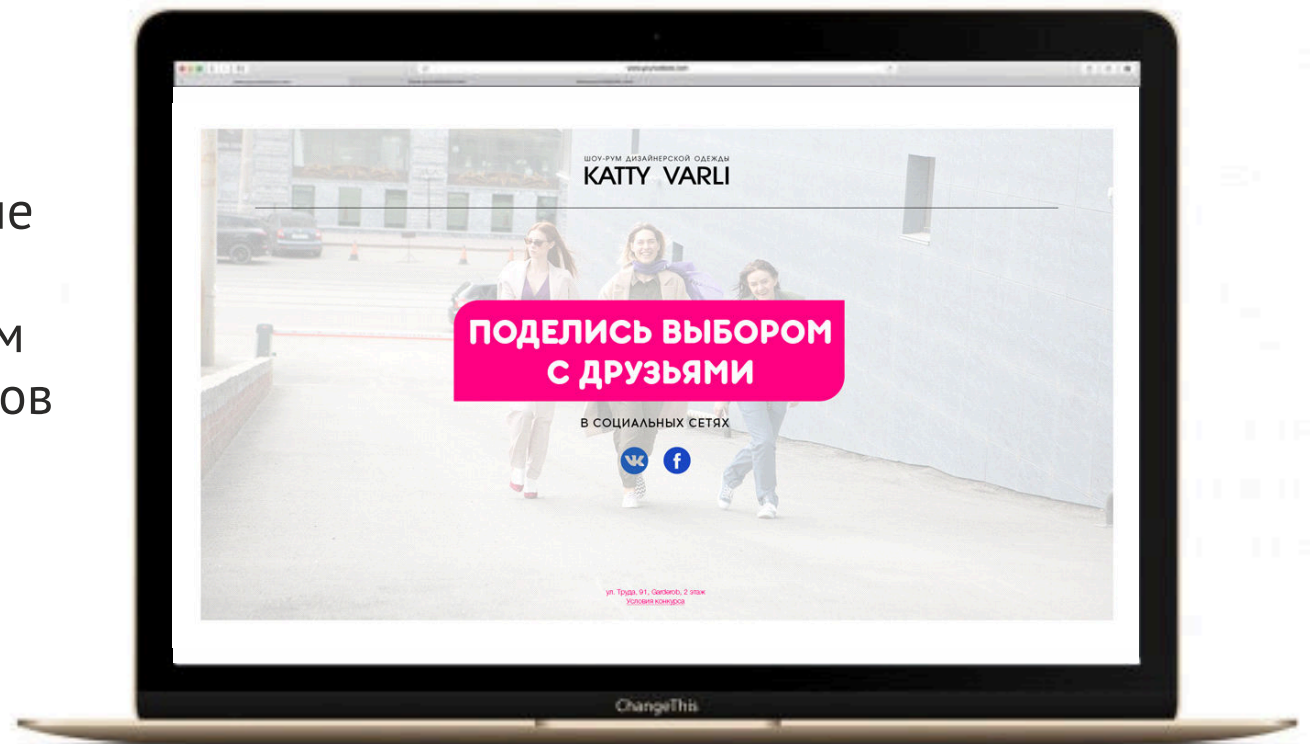 ие
м
ов
ШОУ-РУМ ДИЗАЙНЕРСКОЙ ОДЕЖДЫ
KATTY VARLI
ПОДЕЛИСЬ ВЫБОРОМ
С ДРУЗЬЯМИ
В СОЦИАЛЬНЫХ СЕТЯХ
ул. Труда, 91, Garderob, 2 этаж
Условия конкурса
ChangeThis